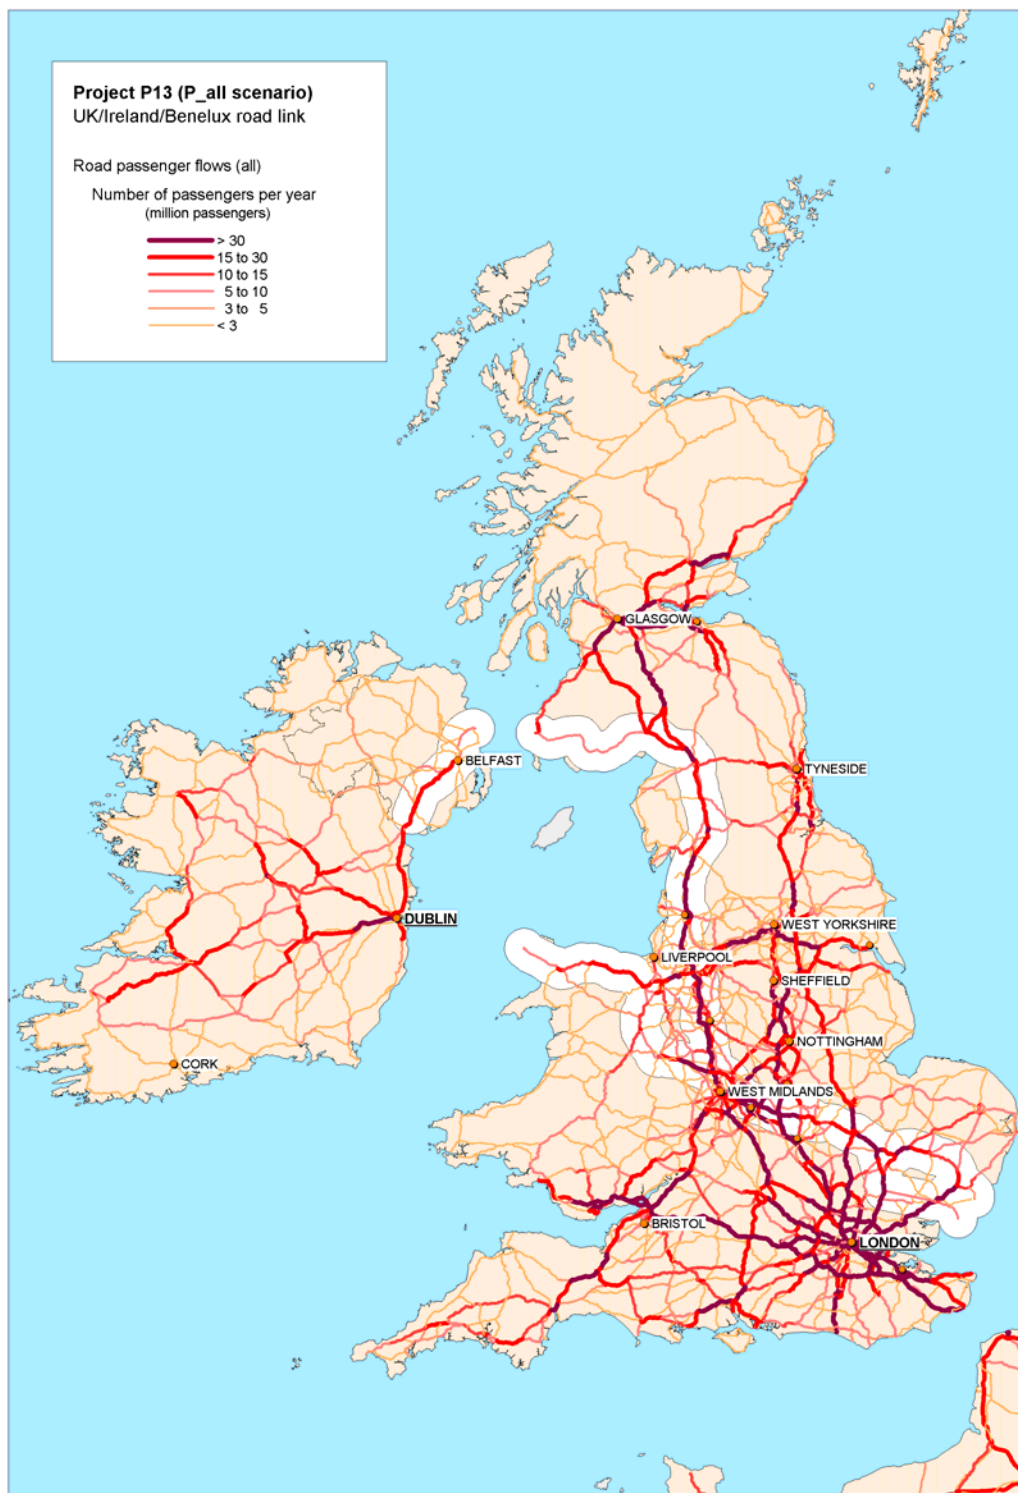 Project P13 (P_all scenario)
UK/Ireland/Benelux road link
Road passenger flows (all)
Number of passengers per year
(million passengers)
> 30
15 to 30
10 to 15
5 to 10
3 to 5
< 3
GLASGOW
BELFAST
TYNESIDE
DUBLIN
WEST YORKSHIRE
LIVERPOOL
SHEFFIELD
NOTTINGHAM
CORK
WEST MIDLANDS
BRISTOL
LONDON